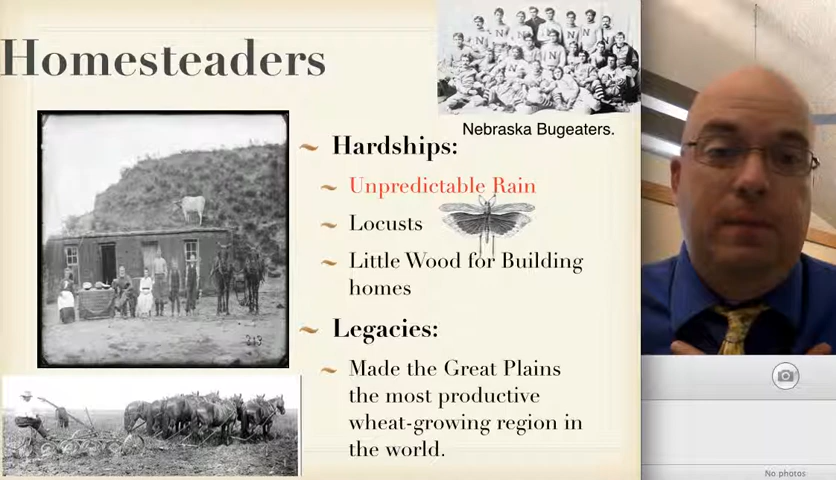 Homesteaders
Nebraska Bugeaters.
Hardships:
Unpredictable Rain
Locusts
Little Wood for Building
homes
Legacies:
Made the Great Plains
the most productive
wheat-growing region in
the world.
No photos